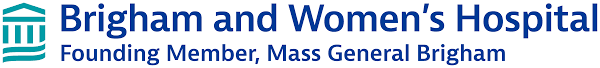 Brigham and Women's Hospital
Founding Member, Mass General Brigham